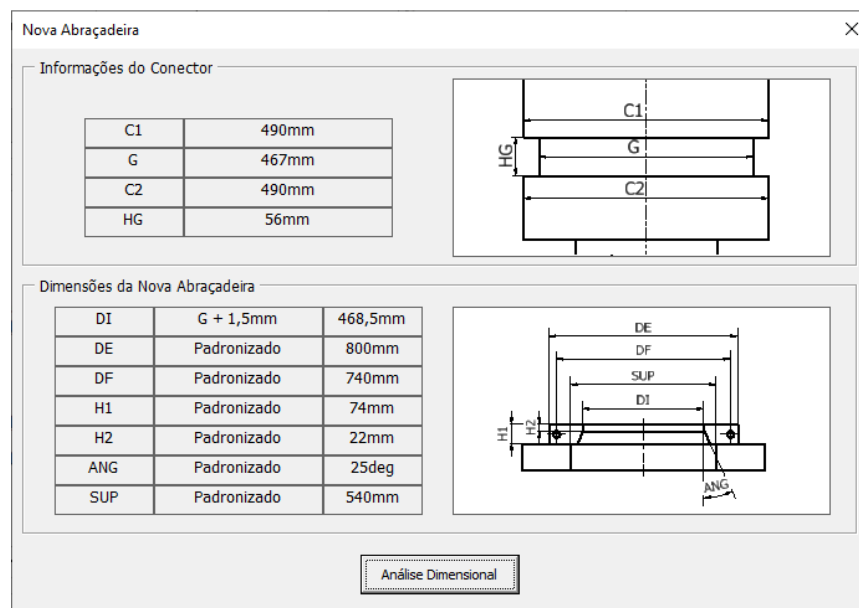 Nova Abraçadeira
Informações do Conector
C1 490mm
G 467mm
C2 490mm
HG 56mm
C1
G
HG
C2
Dimensões da Nova Abraçadeira
DI G + 1,5mm 468,5mm
DE Padronizado 800mm
DF Padronizado 740mm
H1 Padronizado 74mm
H2 Padronizado 22mm
ANG Padronizado 25deg
SUP Padronizado 540mm
DE
DF
SUP
DI
H1
H2
ANG
Análise Dimensional